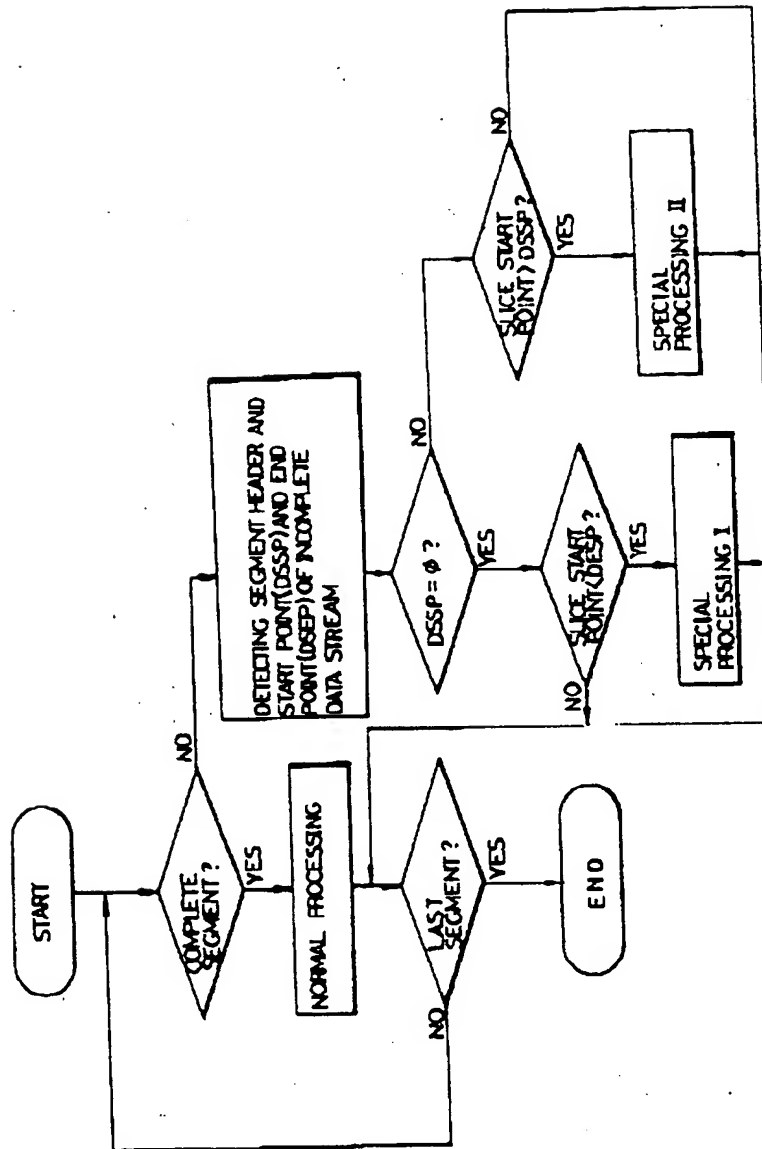 START
COMPLETE
SEGMENT?
NO
YES
NORMAL PROCESSING
LAST
SEGMENT?
NO
YES
END
DETECTING SEGMENT HEADER AND
START POINT(DSSP) AND END
POINT(DSEP) OF INCOMPLETE
DATA STREAM
DSSP=ϕ?
NO
YES
SLICE START
POINT<DESP?
NO
YES
SPECIAL
PROCESSING I
SLICE START
POINT>DSSP?
NO
YES
SPECIAL
PROCESSING II